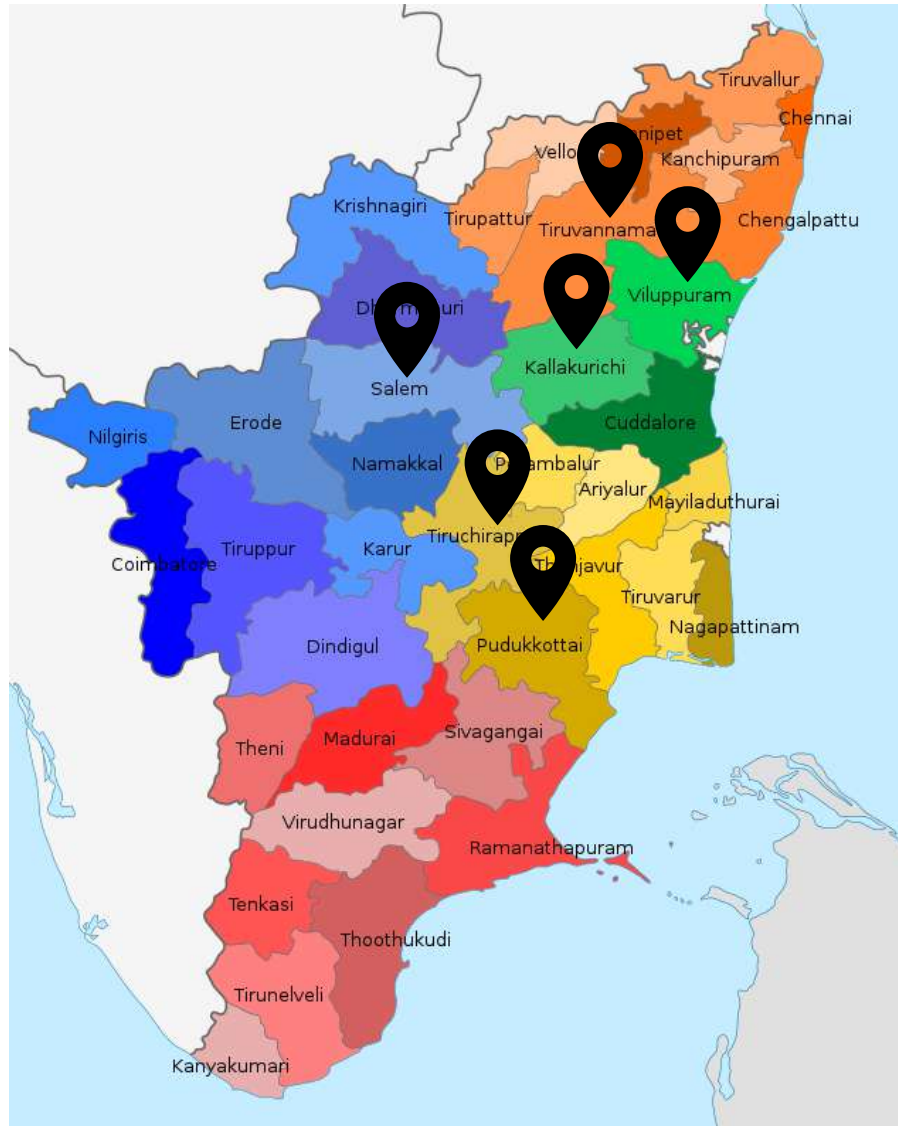 Tiruvallur
Chennai
Kanchipuram
Krishnagiri
Tirupattur
Chengalpattu
Viluppuram
Kallakurichi
Salem
Nilgiris
Erode
Cuddalore
Namakkal
Ariyalur
Mayiladuthurai
Tiruppur
Karur
Coimbatore
Tiruvarur
Nagapattinam
Dindigul
Pudukkottai
Sivagangai
Madurai
Theni
Virudhunagar
Ramanathapuram
Tenkasi
Thoothukudi
Tirunelveli
Kanyakumari